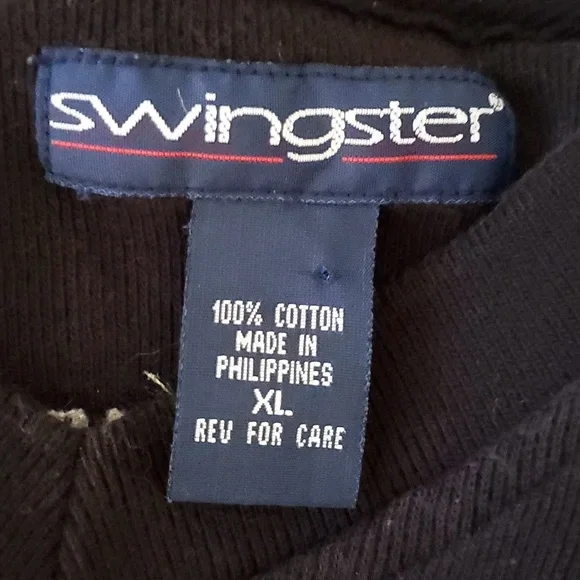 swingster®
100% COTTON
MADE IN
PHILIPPINES
XL
REV FOR CARE